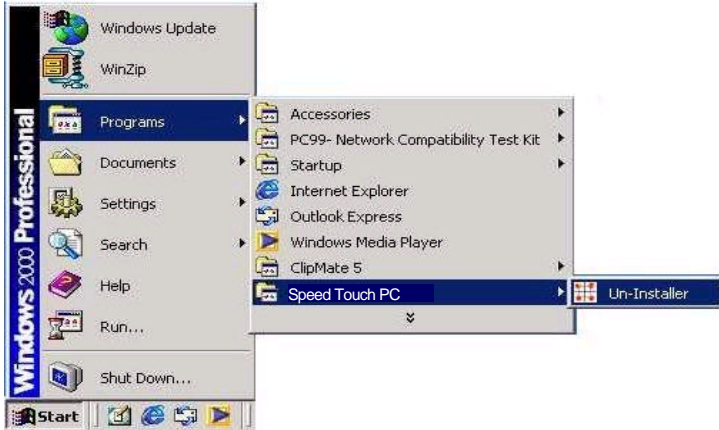 Windows 2000 Professional
Windows Update
WinZip
Programs
Documents
Settings
Search
Help
Run...
Shut Down...
Start
Accessories
PC99- Network Compatibility Test Kit
Startup
Internet Explorer
Outlook Express
Windows Media Player
ClipMate 5
Speed Touch PC
Un-Installer